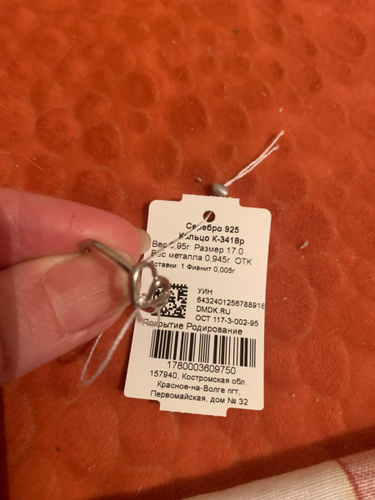 Серебро 925
Кольцо К-3418р
Вес 0,95г. Размер 17.0
Вес металла 0,945г. ОТК
Вставки: 1 Фианит 0,005г
УИН
6432401256788918
DMDK.RU
ОСТ 117-3-002-95
Покрытие Родирование
1780003609750
157940, Костромская обл.
Красное-на-Волге пгт,
Первомайская, дом № 32